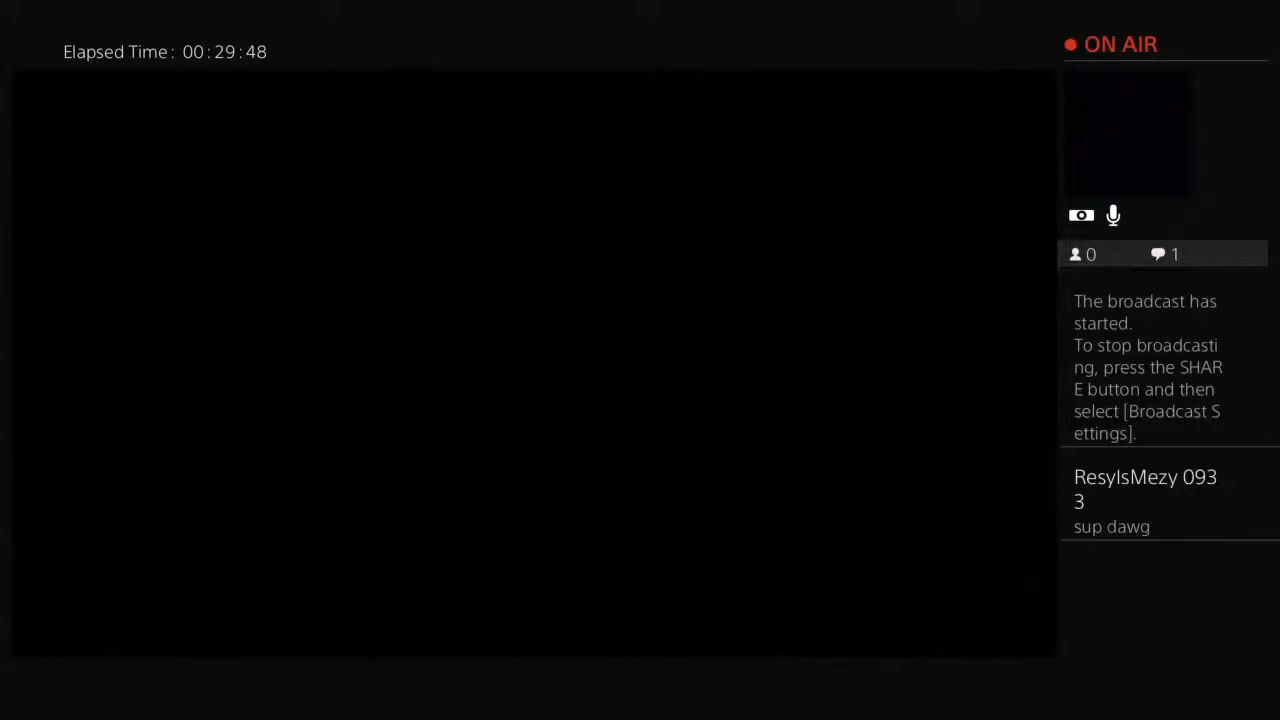 Elapsed Time: 00:29:48
ON AIR
0 1
The broadcast has
started.
To stop broadcasti
ng, press the SHAR
E button and then
select [Broadcast S
ettings].
ResyIsMezy 093
3
sup dawg